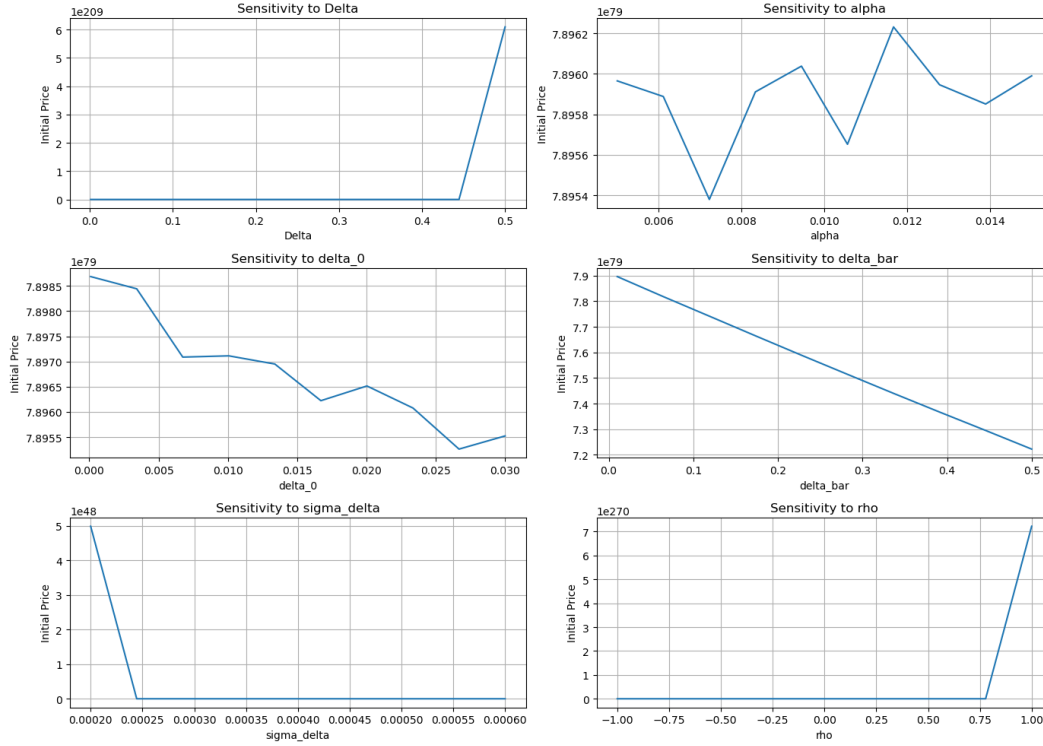 Sensitivity to Delta
1e209
Initial Price
6
5
4
3
2
1
0
0.0 0.1 0.2 0.3 0.4 0.5
Delta
Sensitivity to alpha
1e79
Initial Price
7.8962
7.8960
7.8958
7.8956
7.8954
0.006 0.008 0.010 0.012 0.014
alpha
Sensitivity to delta_0
1e79
Initial Price
7.8985
7.8980
7.8975
7.8970
7.8965
7.8960
7.8955
0.000 0.005 0.010 0.015 0.020 0.025 0.030
delta_0
Sensitivity to delta_bar
1e79
Initial Price
7.9
7.8
7.7
7.6
7.5
7.4
7.3
7.2
0.0 0.1 0.2 0.3 0.4 0.5
delta_bar
Sensitivity to sigma_delta
1e48
Initial Price
5
4
3
2
1
0
0.00020 0.00025 0.00030 0.00035 0.00040 0.00045 0.00050 0.00055 0.00060
sigma_delta
Sensitivity to rho
1e270
Initial Price
7
6
5
4
3
2
1
0
-1.00 -0.75 -0.50 -0.25 0.00 0.25 0.50 0.75 1.00
rho